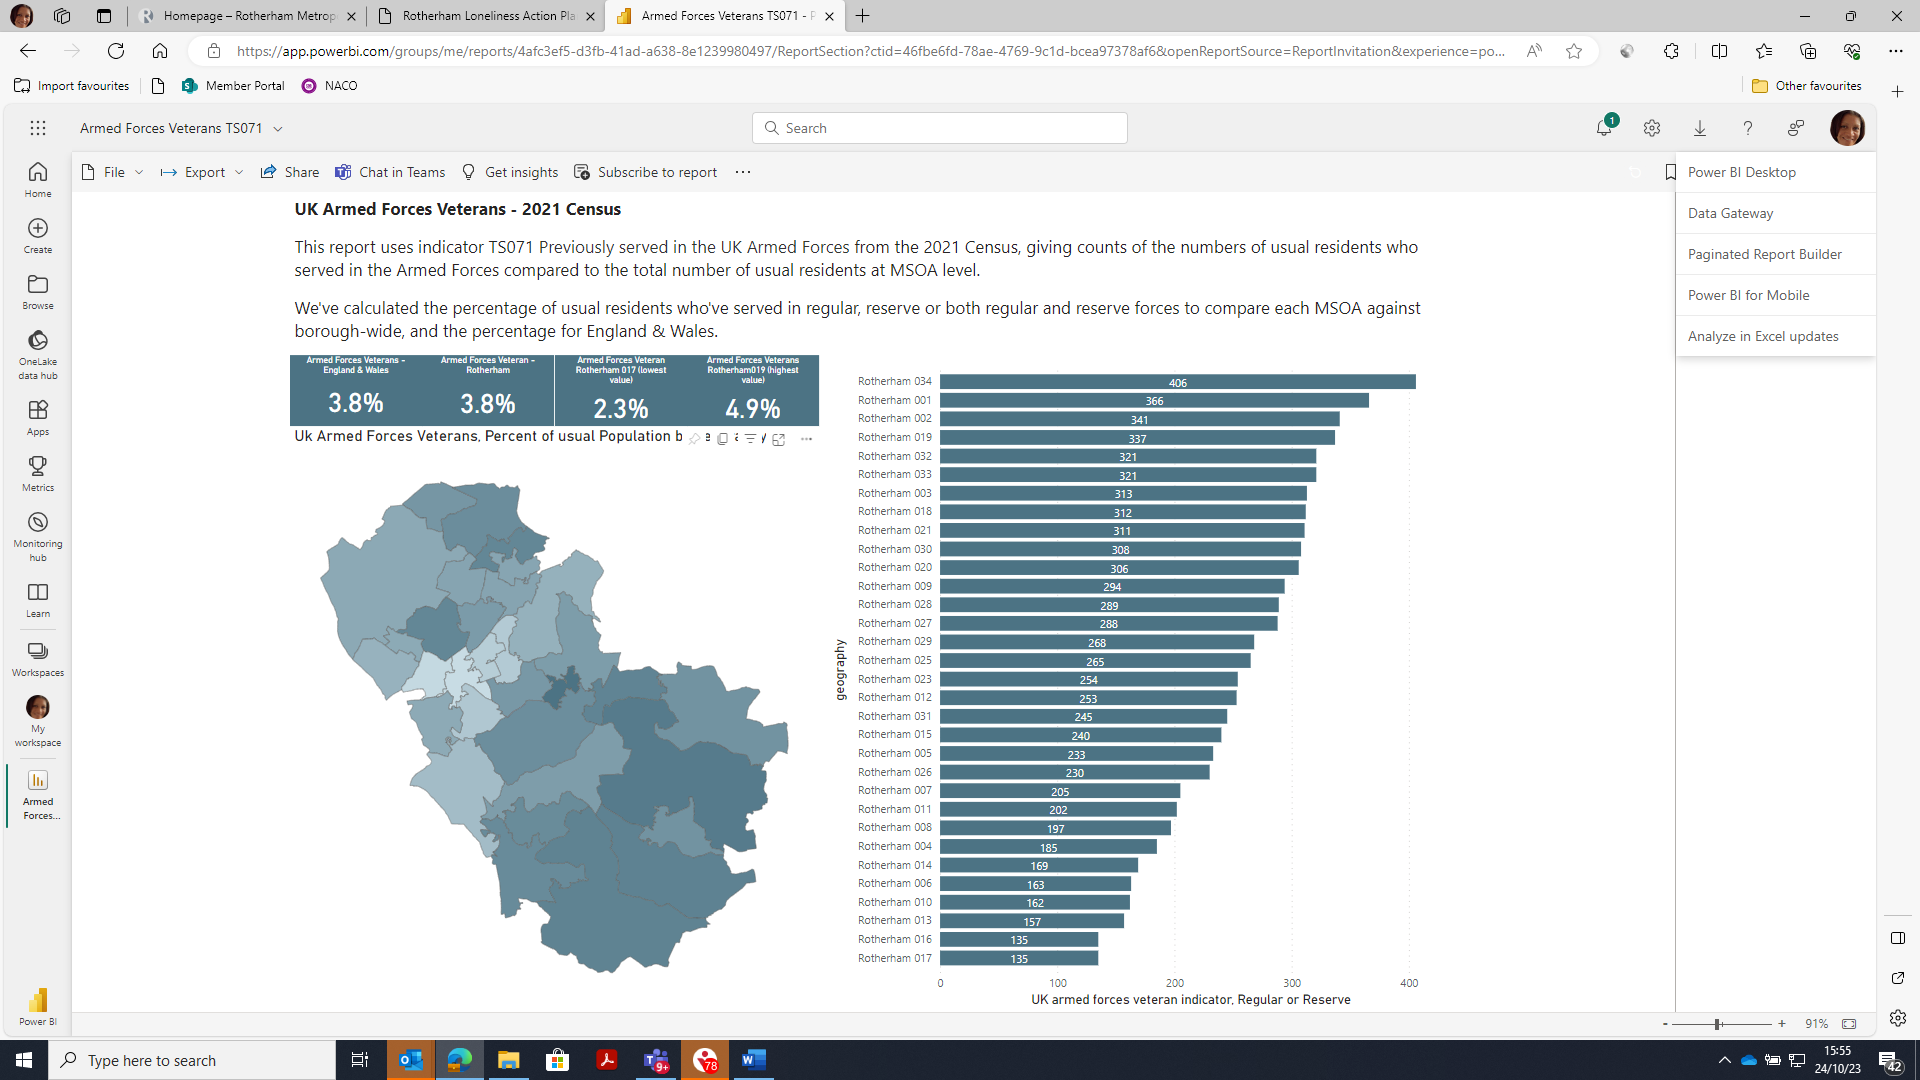 Homepage – Rotherham Metrop
Rotherham Loneliness Action Pla
Armed Forces Veterans TS071 - P
https://app.powerbi.com/groups/me/reports/4afc3ef5-d3fb-41ad-a638-8e1239980497/ReportSection?ctid=46fbe6fd-78ae-4769-9c1d-bcea97378af6&openReportSource=ReportInvitation&experience=po...
Import favourites
Member Portal
NACO
Other favourites
Armed Forces Veterans TS071
Search
1
File
Export
Share
Chat in Teams
Get insights
Subscribe to report
Power BI Desktop
Data Gateway
Paginated Report Builder
Power BI for Mobile
Analyze in Excel updates
Home
Create
Browse
OneLake
data hub
Apps
Metrics
Monitoring
hub
Learn
Workspaces
My
workspace
Armed
Forces...
Power BI
UK Armed Forces Veterans - 2021 Census
This report uses indicator TS071 Previously served in the UK Armed Forces from the 2021 Census, giving counts of the numbers of usual residents who
served in the Armed Forces compared to the total number of usual residents at MSOA level.
We've calculated the percentage of usual residents who've served in regular, reserve or both regular and reserve forces to compare each MSOA against
borough-wide, and the percentage for England & Wales.
Armed Forces Veterans –
England & Wales
3.8%
Armed Forces Veteran –
Rotherham
3.8%
Armed Forces Veteran
Rotherham 017 (lowest
value)
2.3%
Armed Forces Veterans
Rotherham019 (highest
value)
4.9%
Uk Armed Forces Veterans, Percent of usual Population b
geography
Rotherham 034 406
Rotherham 001 366
Rotherham 002 341
Rotherham 019 337
Rotherham 032 321
Rotherham 033 321
Rotherham 003 313
Rotherham 018 312
Rotherham 021 311
Rotherham 030 308
Rotherham 020 306
Rotherham 009 294
Rotherham 028 289
Rotherham 027 288
Rotherham 029 268
Rotherham 025 265
Rotherham 023 254
Rotherham 012 253
Rotherham 031 245
Rotherham 015 240
Rotherham 005 233
Rotherham 026 230
Rotherham 007 205
Rotherham 011 202
Rotherham 008 197
Rotherham 004 185
Rotherham 014 169
Rotherham 006 163
Rotherham 010 162
Rotherham 013 157
Rotherham 016 135
Rotherham 017 135
0 100 200 300 400
UK armed forces veteran indicator, Regular or Reserve
- + 91%
Type here to search
9+
78
15:55
24/10/23
42